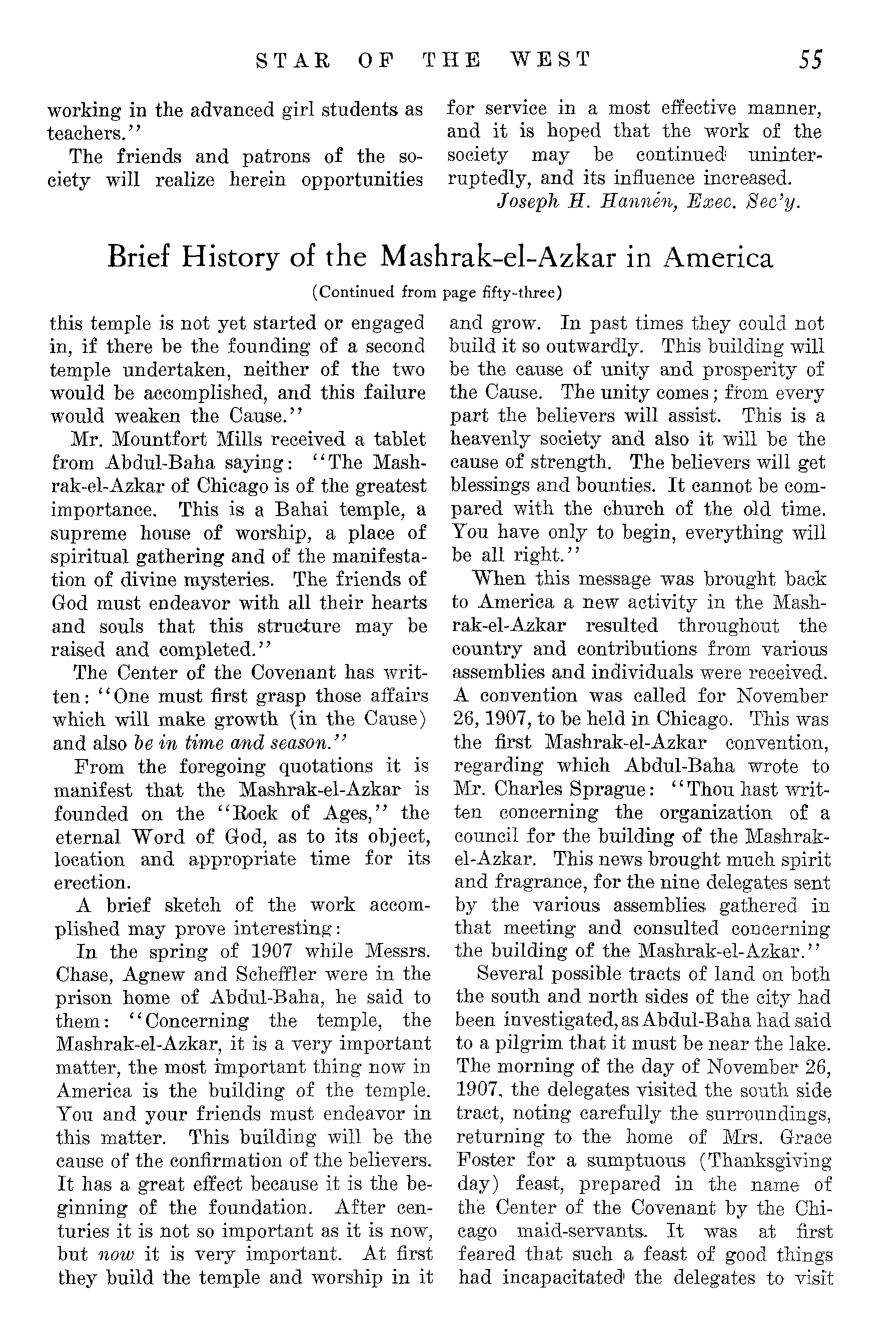 STAR OF THE WEST 55
working in the advanced girl students as
teachers.''
The friends and patrons of the so-
ciety will realize herein opportunities
for service in a most effective manner,
and it is hoped that the work of the
society may be continued uninter-
ruptedly, and its influence increased.
Joseph H. Hannén, Exec. Sec'y.
Brief History of the Mashrak-el-Azkar in America
(Continued from page fifty-three)
this temple is not yet started or engaged
in, if there be the founding of a second
temple undertaken, neither of the two
would be accomplished, and this failure
would weaken the Cause.''
Mr. Mountfort Mills received a tablet
from Abdul-Baha saying: ''The Mash-
rak-el-Azkar of Chicago is of the greatest
importance. This is a Bahai temple, a
supreme house of worship, a place of
spiritual gathering and of the manifesta-
tion of divine mysteries. The friends of
God must endeavor with all their hearts
and souls that this structure may be
raised and completed.''
The Center of the Covenant has writ-
ten: ''One must first grasp those affairs
which will make growth (in the Cause)
and also be in time and season.''
From the foregoing quotations it is
manifest that the Mashrak-el-Azkar is
founded on the ''Rock of Ages,'' the
eternal Word of God, as to its object,
location and appropriate time for its
erection.
A brief sketch of the work accom-
plished may prove interesting:
In the spring of 1907 while Messrs.
Chase, Agnew and Scheffler were in the
prison home of Abdul-Baha, he said to
them: ''Concerning the temple, the
Mashrak-el-Azkar, it is a very important
matter, the most important thing now in
America is the building of the temple.
You and your friends must endeavor in
this matter. This building will be the
cause of the confirmation of the believers.
It has a great effect because it is the be-
ginning of the foundation. After cen-
turies it is not so important as it is now,
but now it is very important. At first
they build the temple and worship in it
and grow. In past times they could not
build it so outwardly. This building will
be the cause of unity and prosperity of
the Cause. The unity comes; from every
part the believers will assist. This is a
heavenly society and also it will be the
cause of strength. The believers will get
blessings and bounties. It cannot be com-
pared with the church of the old time.
You have only to begin, everything will
be all right.''
When this message was brought back
to America a new activity in the Mash-
rak-el-Azkar resulted throughout the
country and contributions from various
assemblies and individuals were received.
A convention was called for November
26, 1907, to be held in Chicago. This was
the first Mashrak-el-Azkar convention,
regarding which Abdul-Baha wrote to
Mr. Charles Sprague: ''Thou hast writ-
ten concerning the organization of a
council for the building of the Mashrak-
el-Azkar. This news brought much spirit
and fragrance, for the nine delegates sent
by the various assemblies gathered in
that meeting and consulted concerning
the building of the Mashrak-el-Azkar.''
Several possible tracts of land on both
the south and north sides of the city had
been investigated, as Abdul-Baha had said
to a pilgrim that it must be near the lake.
The morning of the day of November 26,
1907, the delegates visited the south side
tract, noting carefully the surroundings,
returning to the home of Mrs. Grace
Foster for a sumptuous (Thanksgiving
day) feast, prepared in the name of
the Center of the Covenant by the Chi-
cago maid-servants. It was at first
feared that such a feast of good things
had incapacitated the delegates to visit